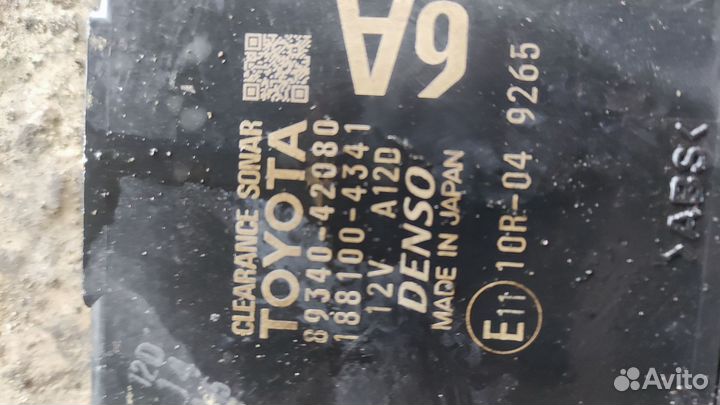 6A
CLEARANCE SONAR
TOYOTA
89340-42080
188100-4341
12V A12D
DENSO
MADE IN JAPAN
E11 10R-04 9265
>ABS<
Avito